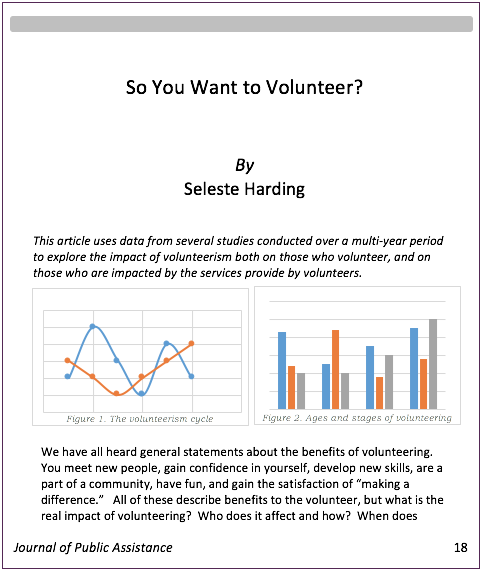 So You Want to Volunteer?
By
Seleste Harding
This article uses data from several studies conducted over a multi-year period
to explore the impact of volunteerism both on those who volunteer, and on
those who are impacted by the services provide by volunteers.
Figure 1. The volunteerism cycle
Figure 2. Ages and stages of volunteering
We have all heard general statements about the benefits of volunteering.
You meet new people, gain confidence in yourself, develop new skills, are a
part of a community, have fun, and gain the satisfaction of “making a
difference.”  All of these describe benefits to the volunteer, but what is the
real impact of volunteering?  Who does it affect and how?  When does
Journal of Public Assistance 18